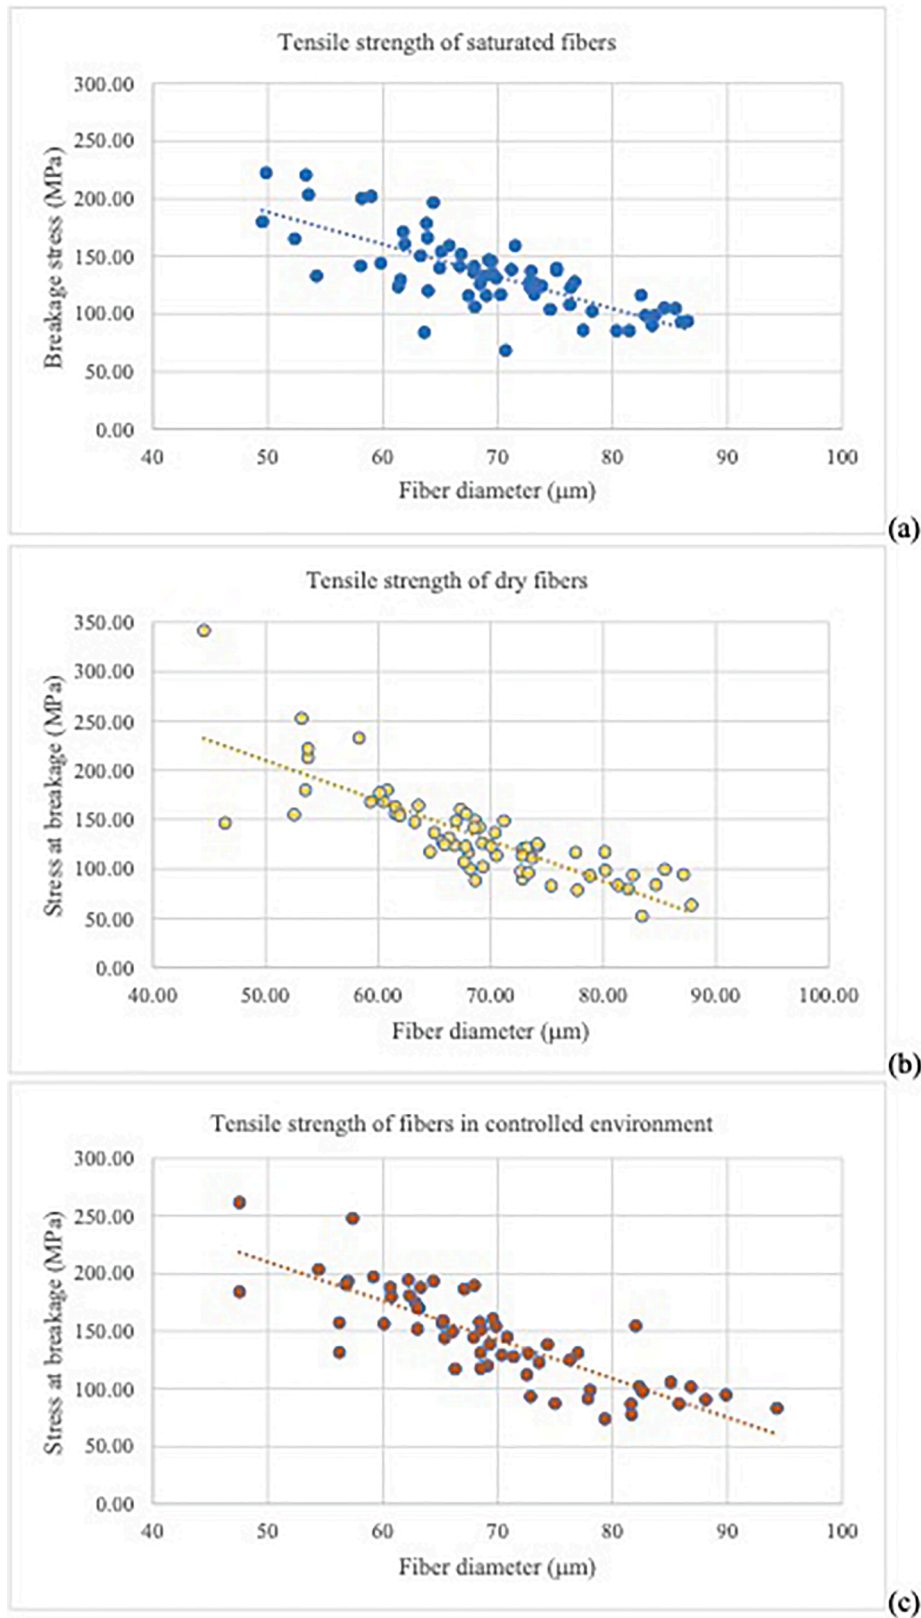 Tensile strength of saturated fibers
300.00
250.00
200.00
150.00
100.00
50.00
0.00
Breakage stress (MPa)
40 50 60 70 80 90 100
Fiber diameter (μm)
(a)
Tensile strength of dry fibers
350.00
300.00
250.00
200.00
150.00
100.00
50.00
0.00
Stress at breakage (MPa)
40.00 50.00 60.00 70.00 80.00 90.00 100.00
Fiber diameter (μm)
(b)
Tensile strength of fibers in controlled environment
300.00
250.00
200.00
150.00
100.00
50.00
0.00
Stress at breakage (MPa)
40 50 60 70 80 90 100
Fiber diameter (μm)
(c)